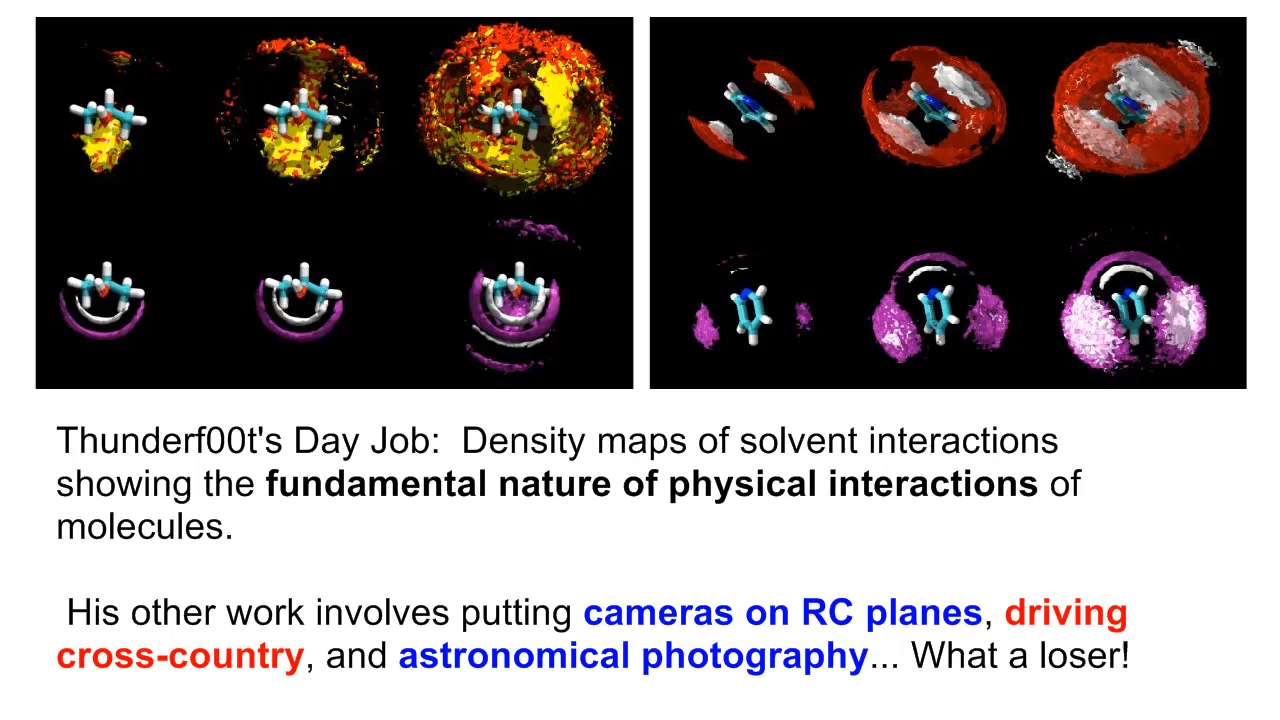 Thunderf00t's Day Job:  Density maps of solvent interactions
showing the fundamental nature of physical interactions of
molecules.
His other work involves putting cameras on RC planes, driving
cross-country, and astronomical photography... What a loser!